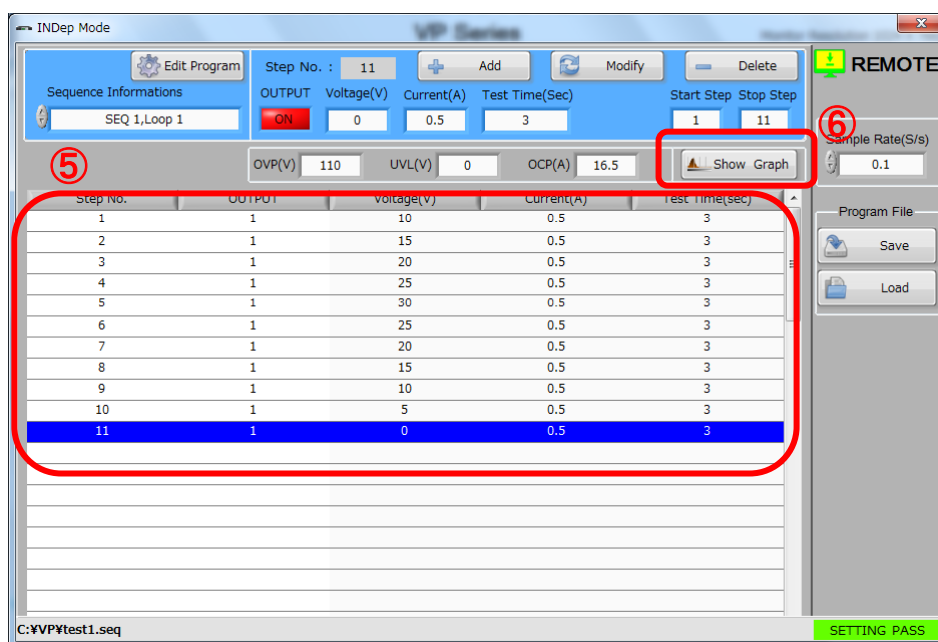 INDep Mode
VP Series
Edit Program
Step No. : 11
Add
Modify
Delete
REMOTE
Sequence Informations
OUTPUT Voltage(V) Current(A) Test Time(Sec)
Start Step Stop Step
SEQ 1,Loop 1
ON 0 0.5 3
1 11
⑥
Sample Rate(S/s)
0.1
⑤
OVP(V) 110 UVL(V) 0 OCP(A) 16.5
Show Graph
Step No. OUTPUT Voltage(V) Current(A) Test Time(sec)
1 1 10 0.5 3
2 1 15 0.5 3
3 1 20 0.5 3
4 1 25 0.5 3
5 1 30 0.5 3
6 1 25 0.5 3
7 1 20 0.5 3
8 1 15 0.5 3
9 1 10 0.5 3
10 1 5 0.5 3
11 1 0 0.5 3
Program File
Save
Load
C:¥VP¥test1.seq
SETTING PASS